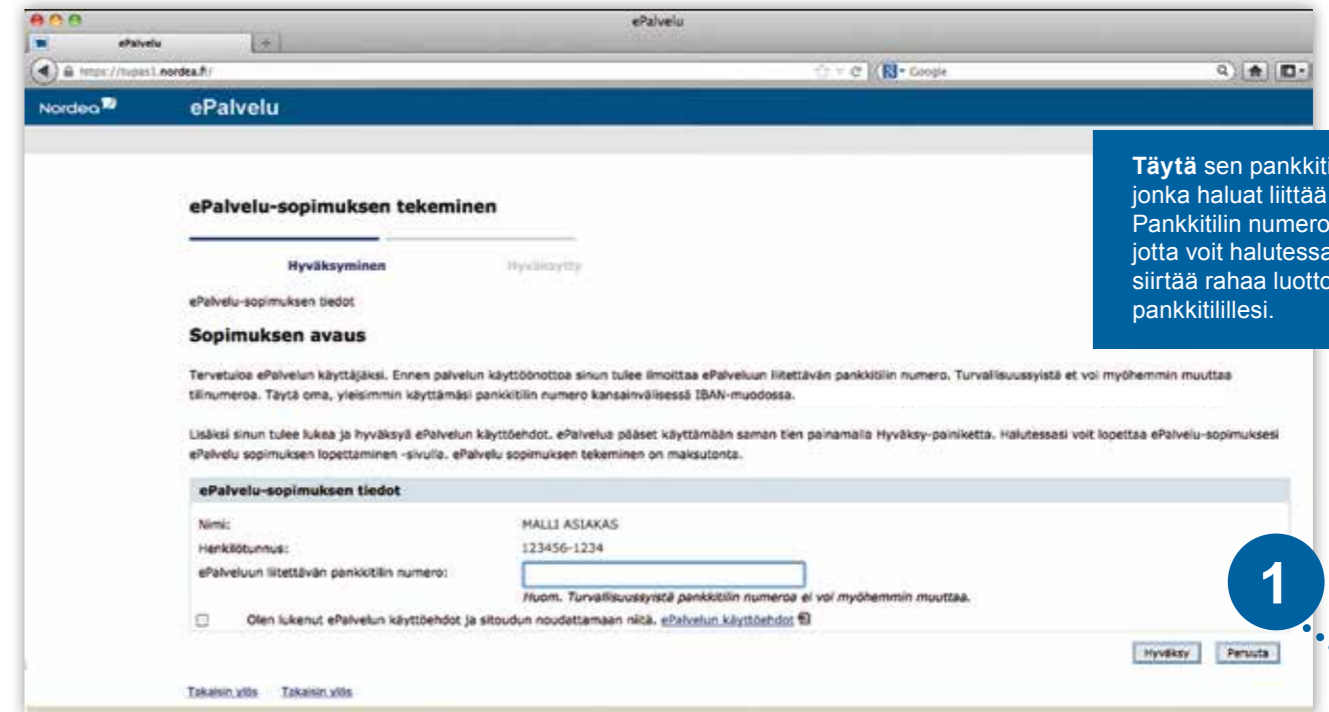 ePalvelu
ePalvelu
https://tupas1.nordea.fi/
Google
Nordea
ePalvelu
Täytä sen pankkiti
jonka haluat liittää
Pankkitilin numero
jotta voit halutessa
siirtää rahaa luotto
pankkitilillesi.
ePalvelu-sopimuksen tekeminen
Hyväksyminen
Hyväksytty
ePalvelu-sopimuksen tiedot
Sopimuksen avaus
Tervetuloa ePalvelun käyttäjäksi. Ennen palvelun käyttöönottoa sinun tulee ilmoittaa ePalveluun liitettävän pankkitilin numero. Turvallisuussyistä et voi myöhemmin muuttaa
tilinumeroa. Täytä oma, yleisimmin käyttämäsi pankkitilin numero kansainvälisessä IBAN-muodossa.
Lisäksi sinun tulee lukea ja hyväksyä ePalvelun käyttöehdot. ePalvelua pääset käyttämään saman tien painamalla Hyväksy-painiketta. Halutessasi voit lopettaa ePalvelu-sopimuksesi
ePalvelu sopimuksen lopettaminen -sivulla. ePalvelu sopimuksen tekeminen on maksutonta.
ePalvelu-sopimuksen tiedot
Nimi: MALLI ASIAKAS
Henkilötunnus: 123456-1234
ePalveluun liitettävän pankkitilin numero:
Huom. Turvallisuussyistä pankkitilin numeroa ei voi myöhemmin muuttaa.
Olen lukenut ePalvelun käyttöehdot ja sitoudun noudattamaan niitä. ePalvelun käyttöehdot
1
Hyväksy Peruuta
Takaisin ylös Takaisin ylös